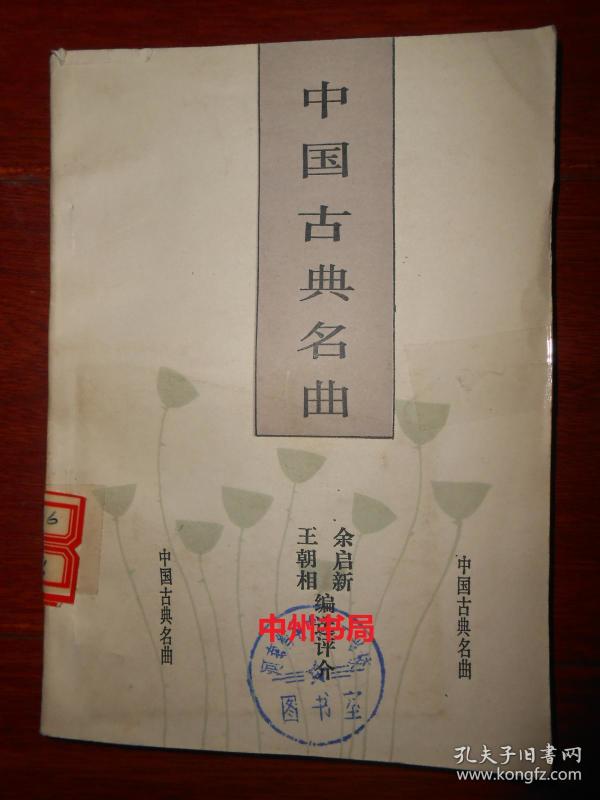 中国古典名曲
余启新
王朝相
编选评介
中国古典名曲
中国古典名曲
中州书局
图书室
6
孔夫子旧书网
www.kongfz.com